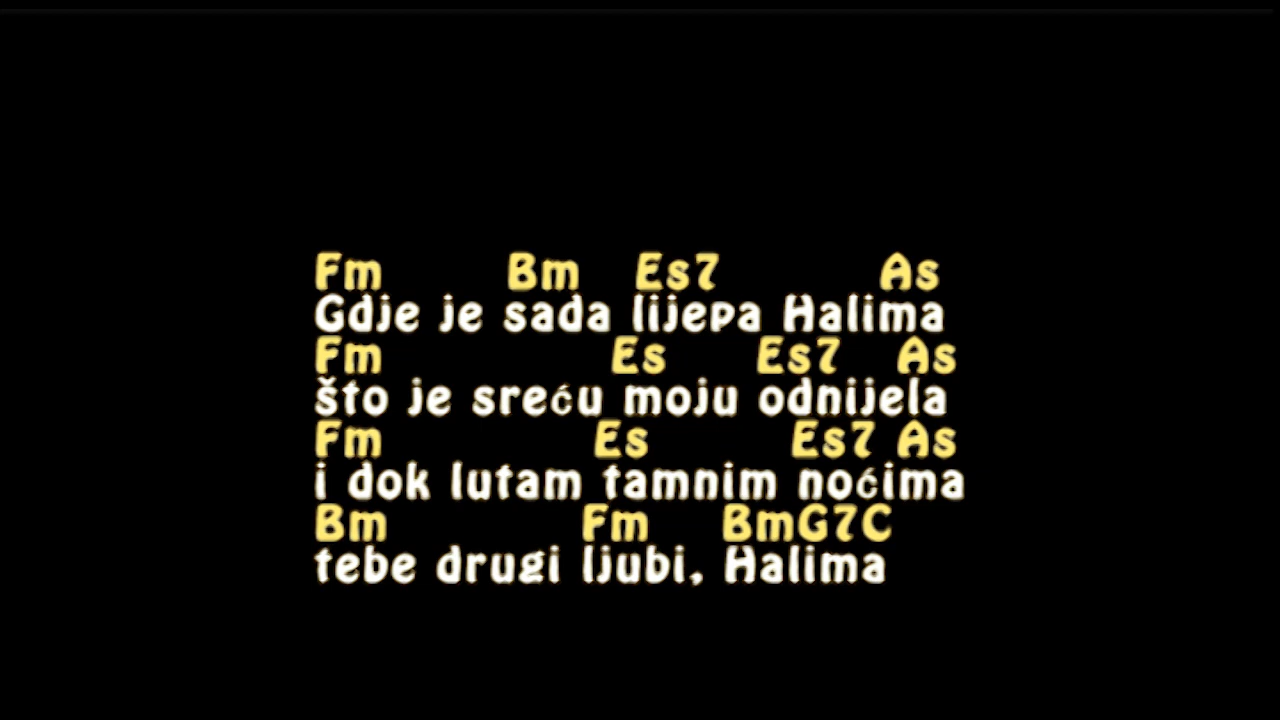 Fm Bm Es7 As
Gdje je sada lijepa Halima
Fm Es Es7 As
što je sreću moju odnijela
Fm Es Es7 As
i dok lutam tamnim noćima
Bm Fm BmG7C
tebe drugi ljubi, Halima